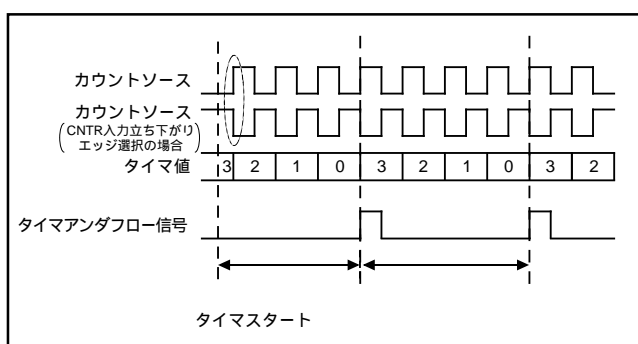 カウントソース
カウントソース
(CNTR入力立ち下がり
エッジ選択の場合)
タイマ値 3 2 1 0 3 2 1 0 3 2
タイマアンダフロー信号
タイマスタート